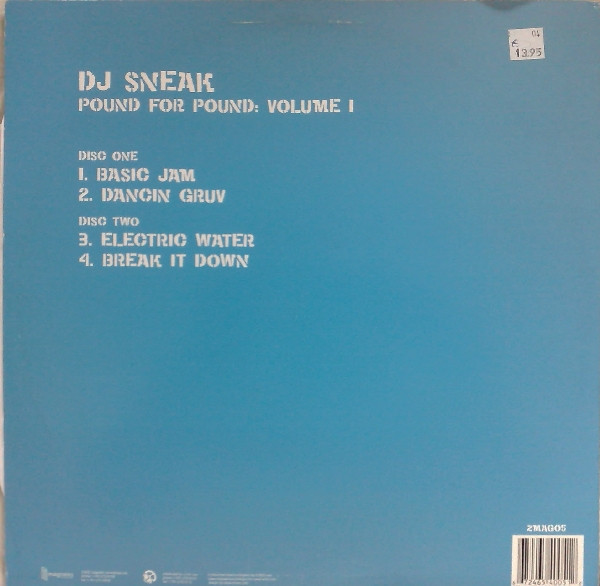 04
€
13.95
DJ SNEAK
POUND FOR POUND: VOLUME I
DISC ONE
1. BASIC JAM
2. DANCIN GRUV
DISC TWO
3. ELECTRIC WATER
4. BREAK IT DOWN
2MAG05